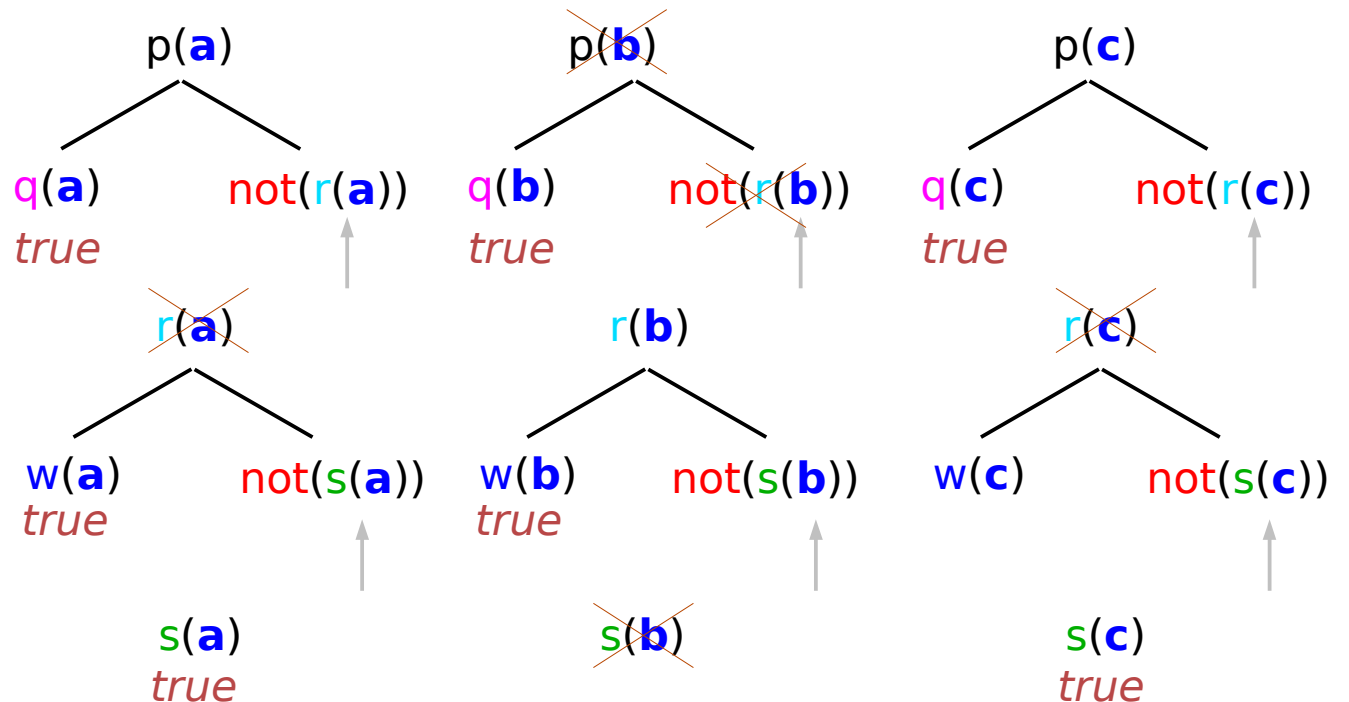 p(a) p(b) p(c)
q(a) not(r(a)) q(b) not(r(b)) q(c) not(r(c))
true true true
r(a) r(b) r(c)
w(a) not(s(a)) w(b) not(s(b)) w(c) not(s(c))
true true
s(a) s(b) s(c)
true true